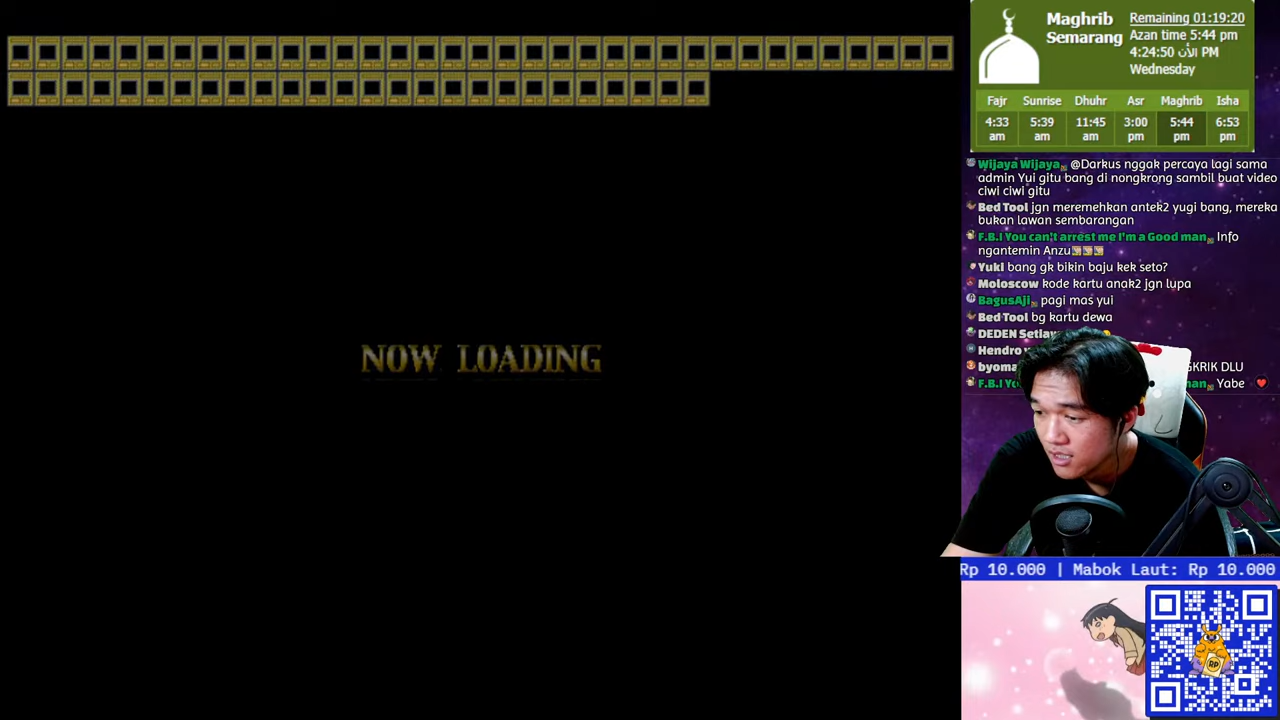 NOW LOADING
Maghrib
Semarang
Remaining 01:19:20
Azan time 5:44 pm
4:24:50 الأن PM
Wednesday
Fajr Sunrise Dhuhr Asr Maghrib Isha
4:33 5:39 11:45 3:00 5:44 6:53
am am am pm pm pm
Wijaya Wijaya @Darkus nggak percaya lagi sama
admin Yui gitu bang di nongkrong sambil buat video
ciwi ciwi gitu
Bed Tool jgn meremehkan antek2 yugi bang, mereka
bukan lawan sembarangan
F.B.I You can't arrest me I'm a Good man Info
ngantemin Anzu
Yuki bang gk bikin baju kek seto?
Moloscow kode kartu anak2 jgn lupa
BagusAji pagi mas yui
Bed Tool bg kartu dewa
DEDEN
Hendro
DLU
F.B.I Yabe
Rp 10.000 | Mabok Laut: Rp 10.000
RP